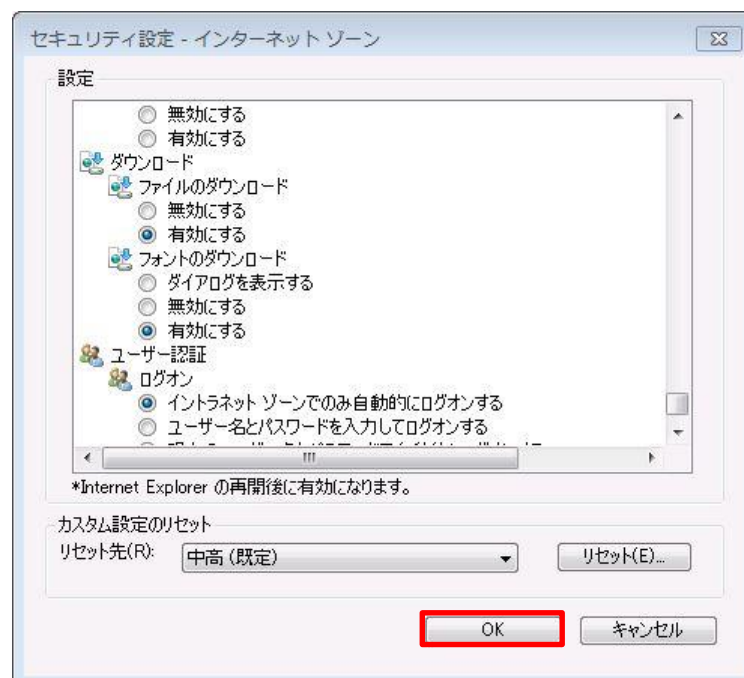 セキュリティ設定 - インターネット ゾーン
設定
無効にする
有効にする
ダウンロード
ファイルのダウンロード
無効にする
有効にする
フォントのダウンロード
ダイアログを表示する
無効にする
有効にする
ユーザー認証
ログオン
イントラネット ゾーンでのみ自動的にログオンする
ユーザー名とパスワードを入力してログオンする
*Internet Explorer の再開後に有効になります。
カスタム設定のリセット
リセット先(R): 中高 (既定) リセット(E)...
OK キャンセル